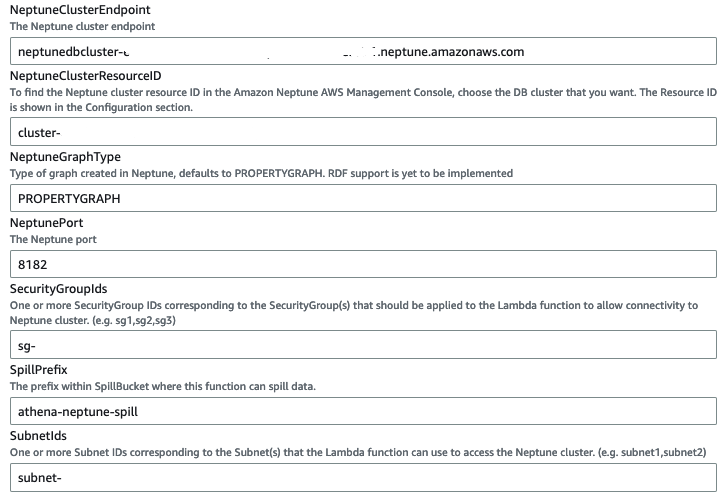 NeptuneClusterEndpoint
The Neptune cluster endpoint
neptunedbcluster- .neptune.amazonaws.com
NeptuneClusterResourceID
To find the Neptune cluster resource ID in the Amazon Neptune AWS Management Console, choose the DB cluster that you want. The Resource ID
is shown in the Configuration section.
cluster-
NeptuneGraphType
Type of graph created in Neptune, defaults to PROPERTYGRAPH. RDF support is yet to be implemented
PROPERTYGRAPH
NeptunePort
The Neptune port
8182
SecurityGroupIds
One or more SecurityGroup IDs corresponding to the SecurityGroup(s) that should be applied to the Lambda function to allow connectivity to
Neptune cluster. (e.g. sg1,sg2,sg3)
sg-
SpillPrefix
The prefix within SpillBucket where this function can spill data.
athena-neptune-spill
SubnetIds
One or more Subnet IDs corresponding to the Subnet(s) that the Lambda function can use to access the Neptune cluster. (e.g. subnet1,subnet2)
subnet-